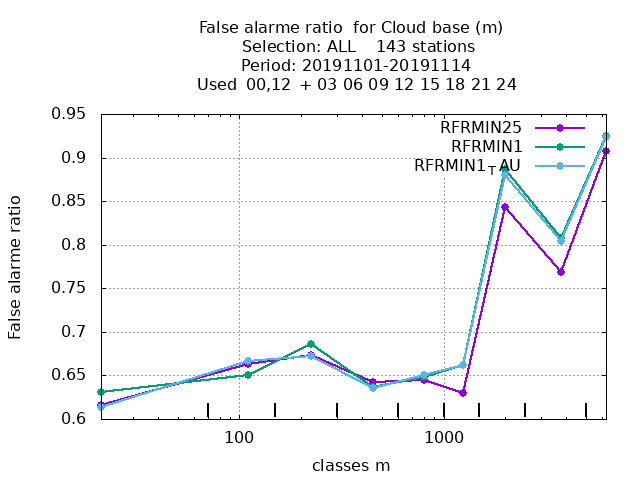 False alarme ratio  for Cloud base (m)
Selection: ALL    143 stations
Period: 20191101-20191114
Used  00,12  + 03 06 09 12 15 18 21 24
RFRMIN25
RFRMIN1
RFRMIN1_TAU
0.95
0.9
0.85
0.8
0.75
0.7
0.65
0.6
100
1000
classes m
False alarme ratio